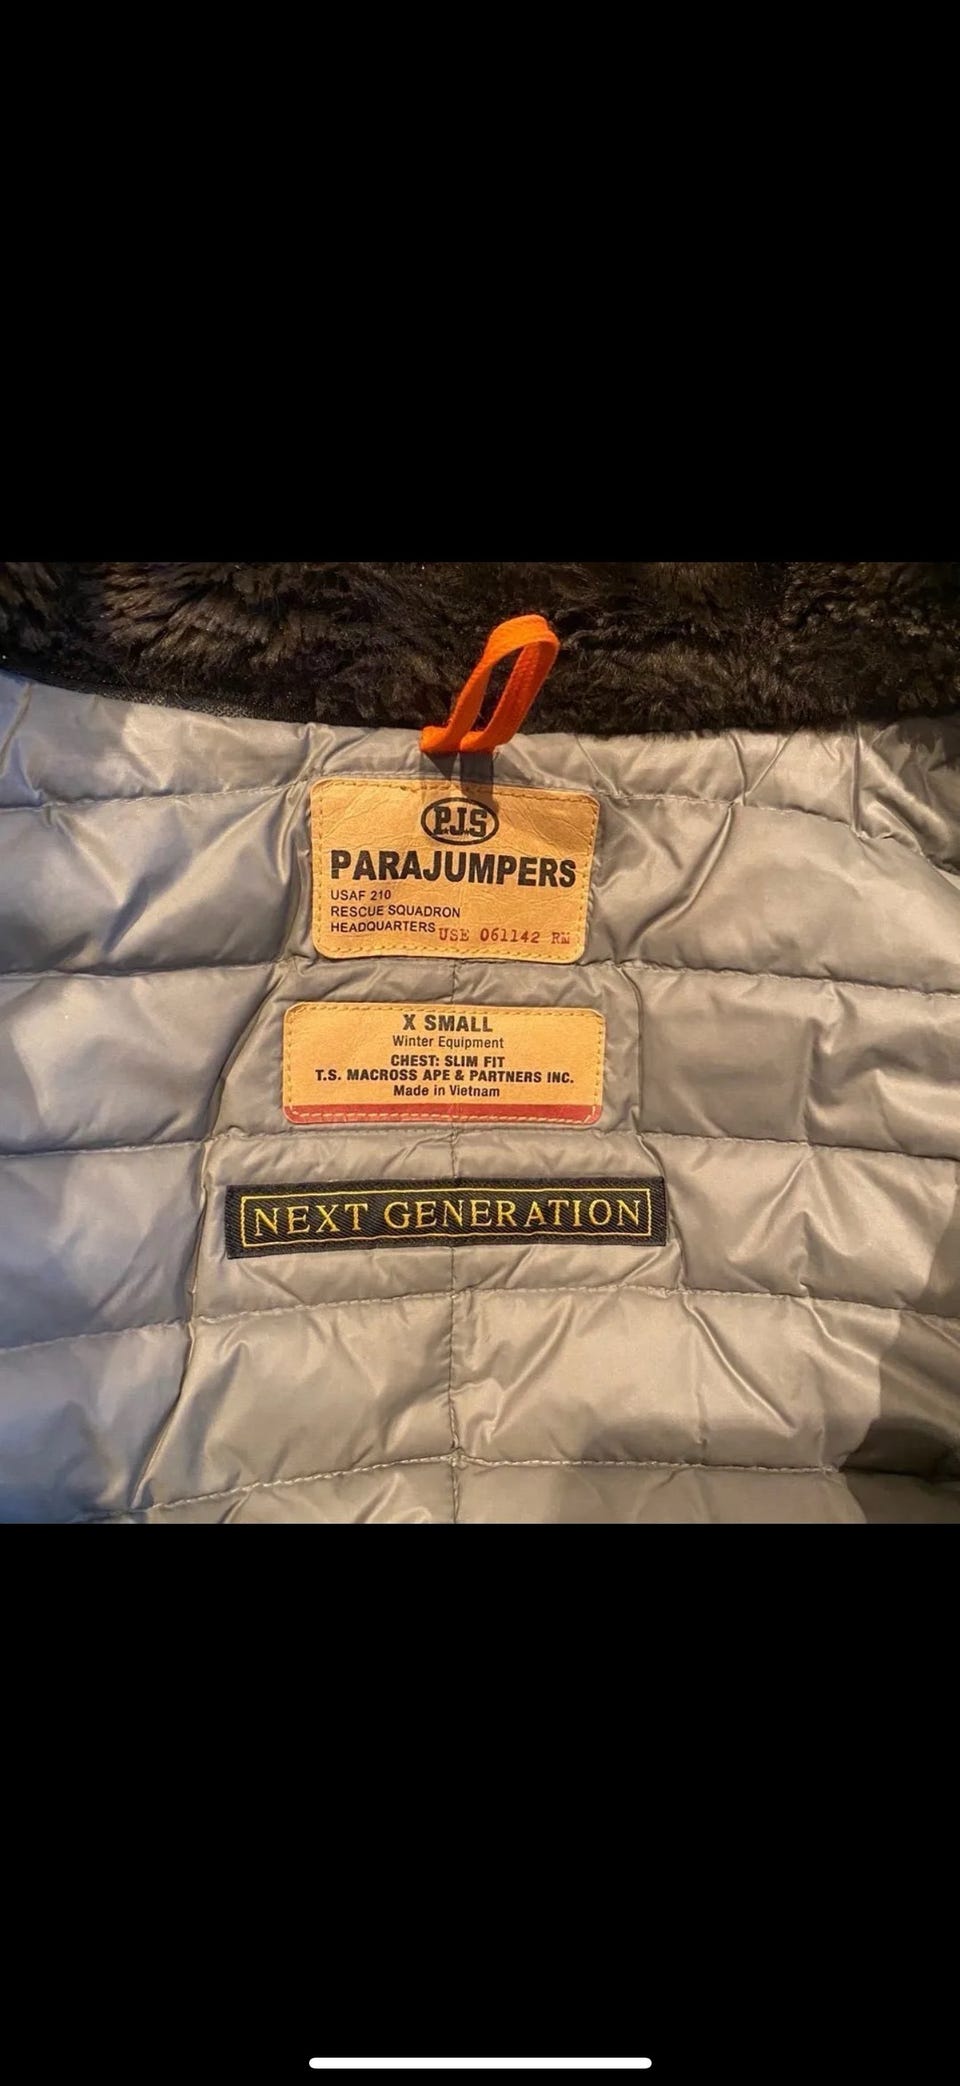 PJS
PARAJUMPERS
USAF 210
RESCUE SQUADRON
HEADQUARTERS USE 061142 RM
X SMALL
Winter Equipment
CHEST: SLIM FIT
T.S. MACROSS APE & PARTNERS INC.
Made in Vietnam
NEXT GENERATION